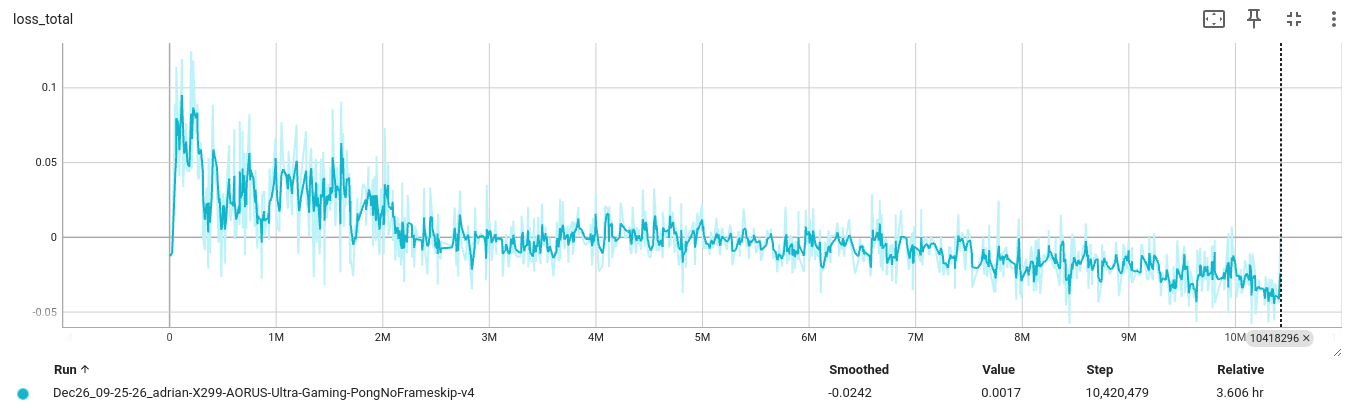 loss_total
0.1
0.05
0
-0.05
0 1M 2M 3M 4M 5M 6M 7M 8M 9M 10M 10418296 ×
Run ↑ Smoothed Value Step Relative
Dec26_09-25-26_adrian-X299-AORUS-Ultra-Gaming-PongNoFrameskip-v4 -0.0242 0.0017 10,420,479 3.606 hr